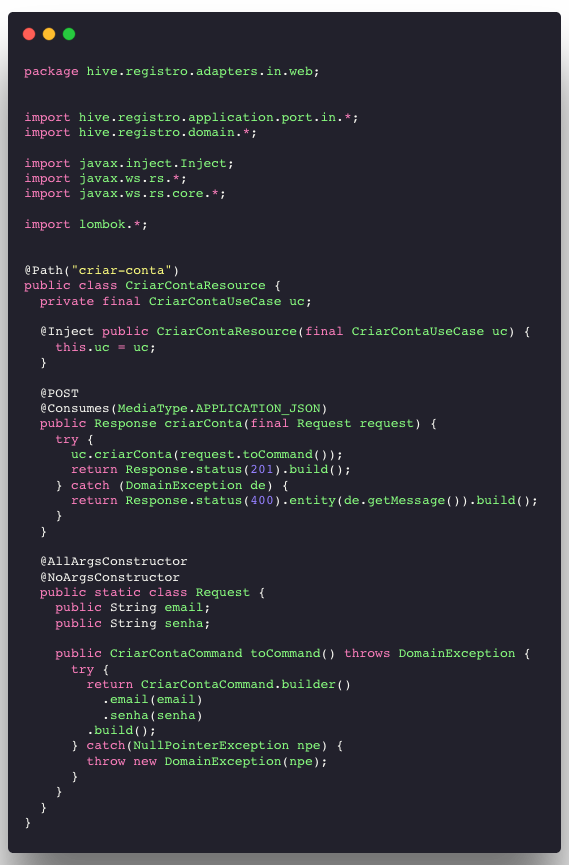 package hive.registro.adapters.in.web;
import hive.registro.application.port.in.*;
import hive.registro.domain.*;
import javax.inject.Inject;
import javax.ws.rs.*;
import javax.ws.rs.core.*;
import lombok.*;
@Path("criar-conta")
public class CriarContaResource {
  private final CriarContaUseCase uc;
  @Inject public CriarContaResource(final CriarContaUseCase uc) {
    this.uc = uc;
  }
  @POST
  @Consumes(MediaType.APPLICATION_JSON)
  public Response criarConta(final Request request) {
    try {
      uc.criarConta(request.toCommand());
      return Response.status(201).build();
    } catch (DomainException de) {
      return Response.status(400).entity(de.getMessage()).build();
    }
  }
  @AllArgsConstructor
  @NoArgsConstructor
  public static class Request {
    public String email;
    public String senha;
    public CriarContaCommand toCommand() throws DomainException {
      try {
        return CriarContaCommand.builder()
          .email(email)
          .senha(senha)
        .build();
      } catch(NullPointerException npe) {
        throw new DomainException(npe);
      }
    }
  }
}